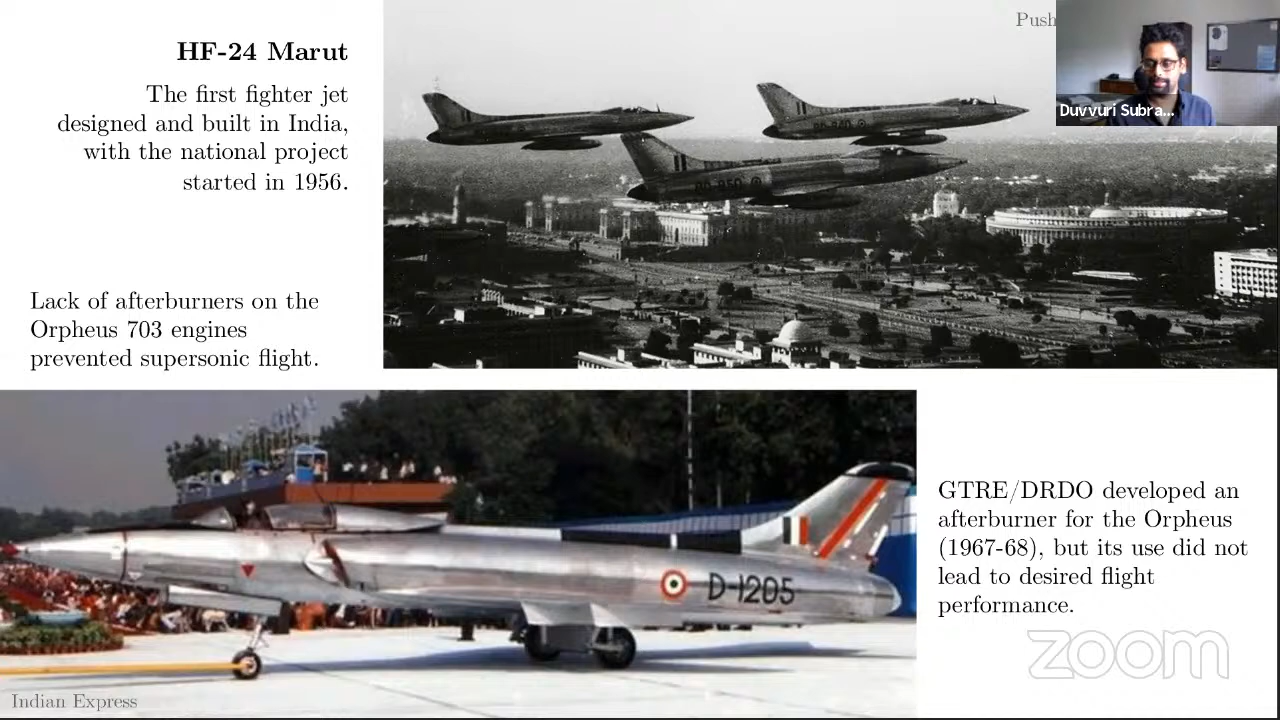 HF-24 Marut
The first fighter jet
designed and built in India,
with the national project
started in 1956.
Lack of afterburners on the
Orpheus 703 engines
prevented supersonic flight.
Push
Duvvuri Subra...
D-1205
GTRE/DRDO developed an
afterburner for the Orpheus
(1967-68), but its use did not
lead to desired flight
performance.
zoom
Indian Express